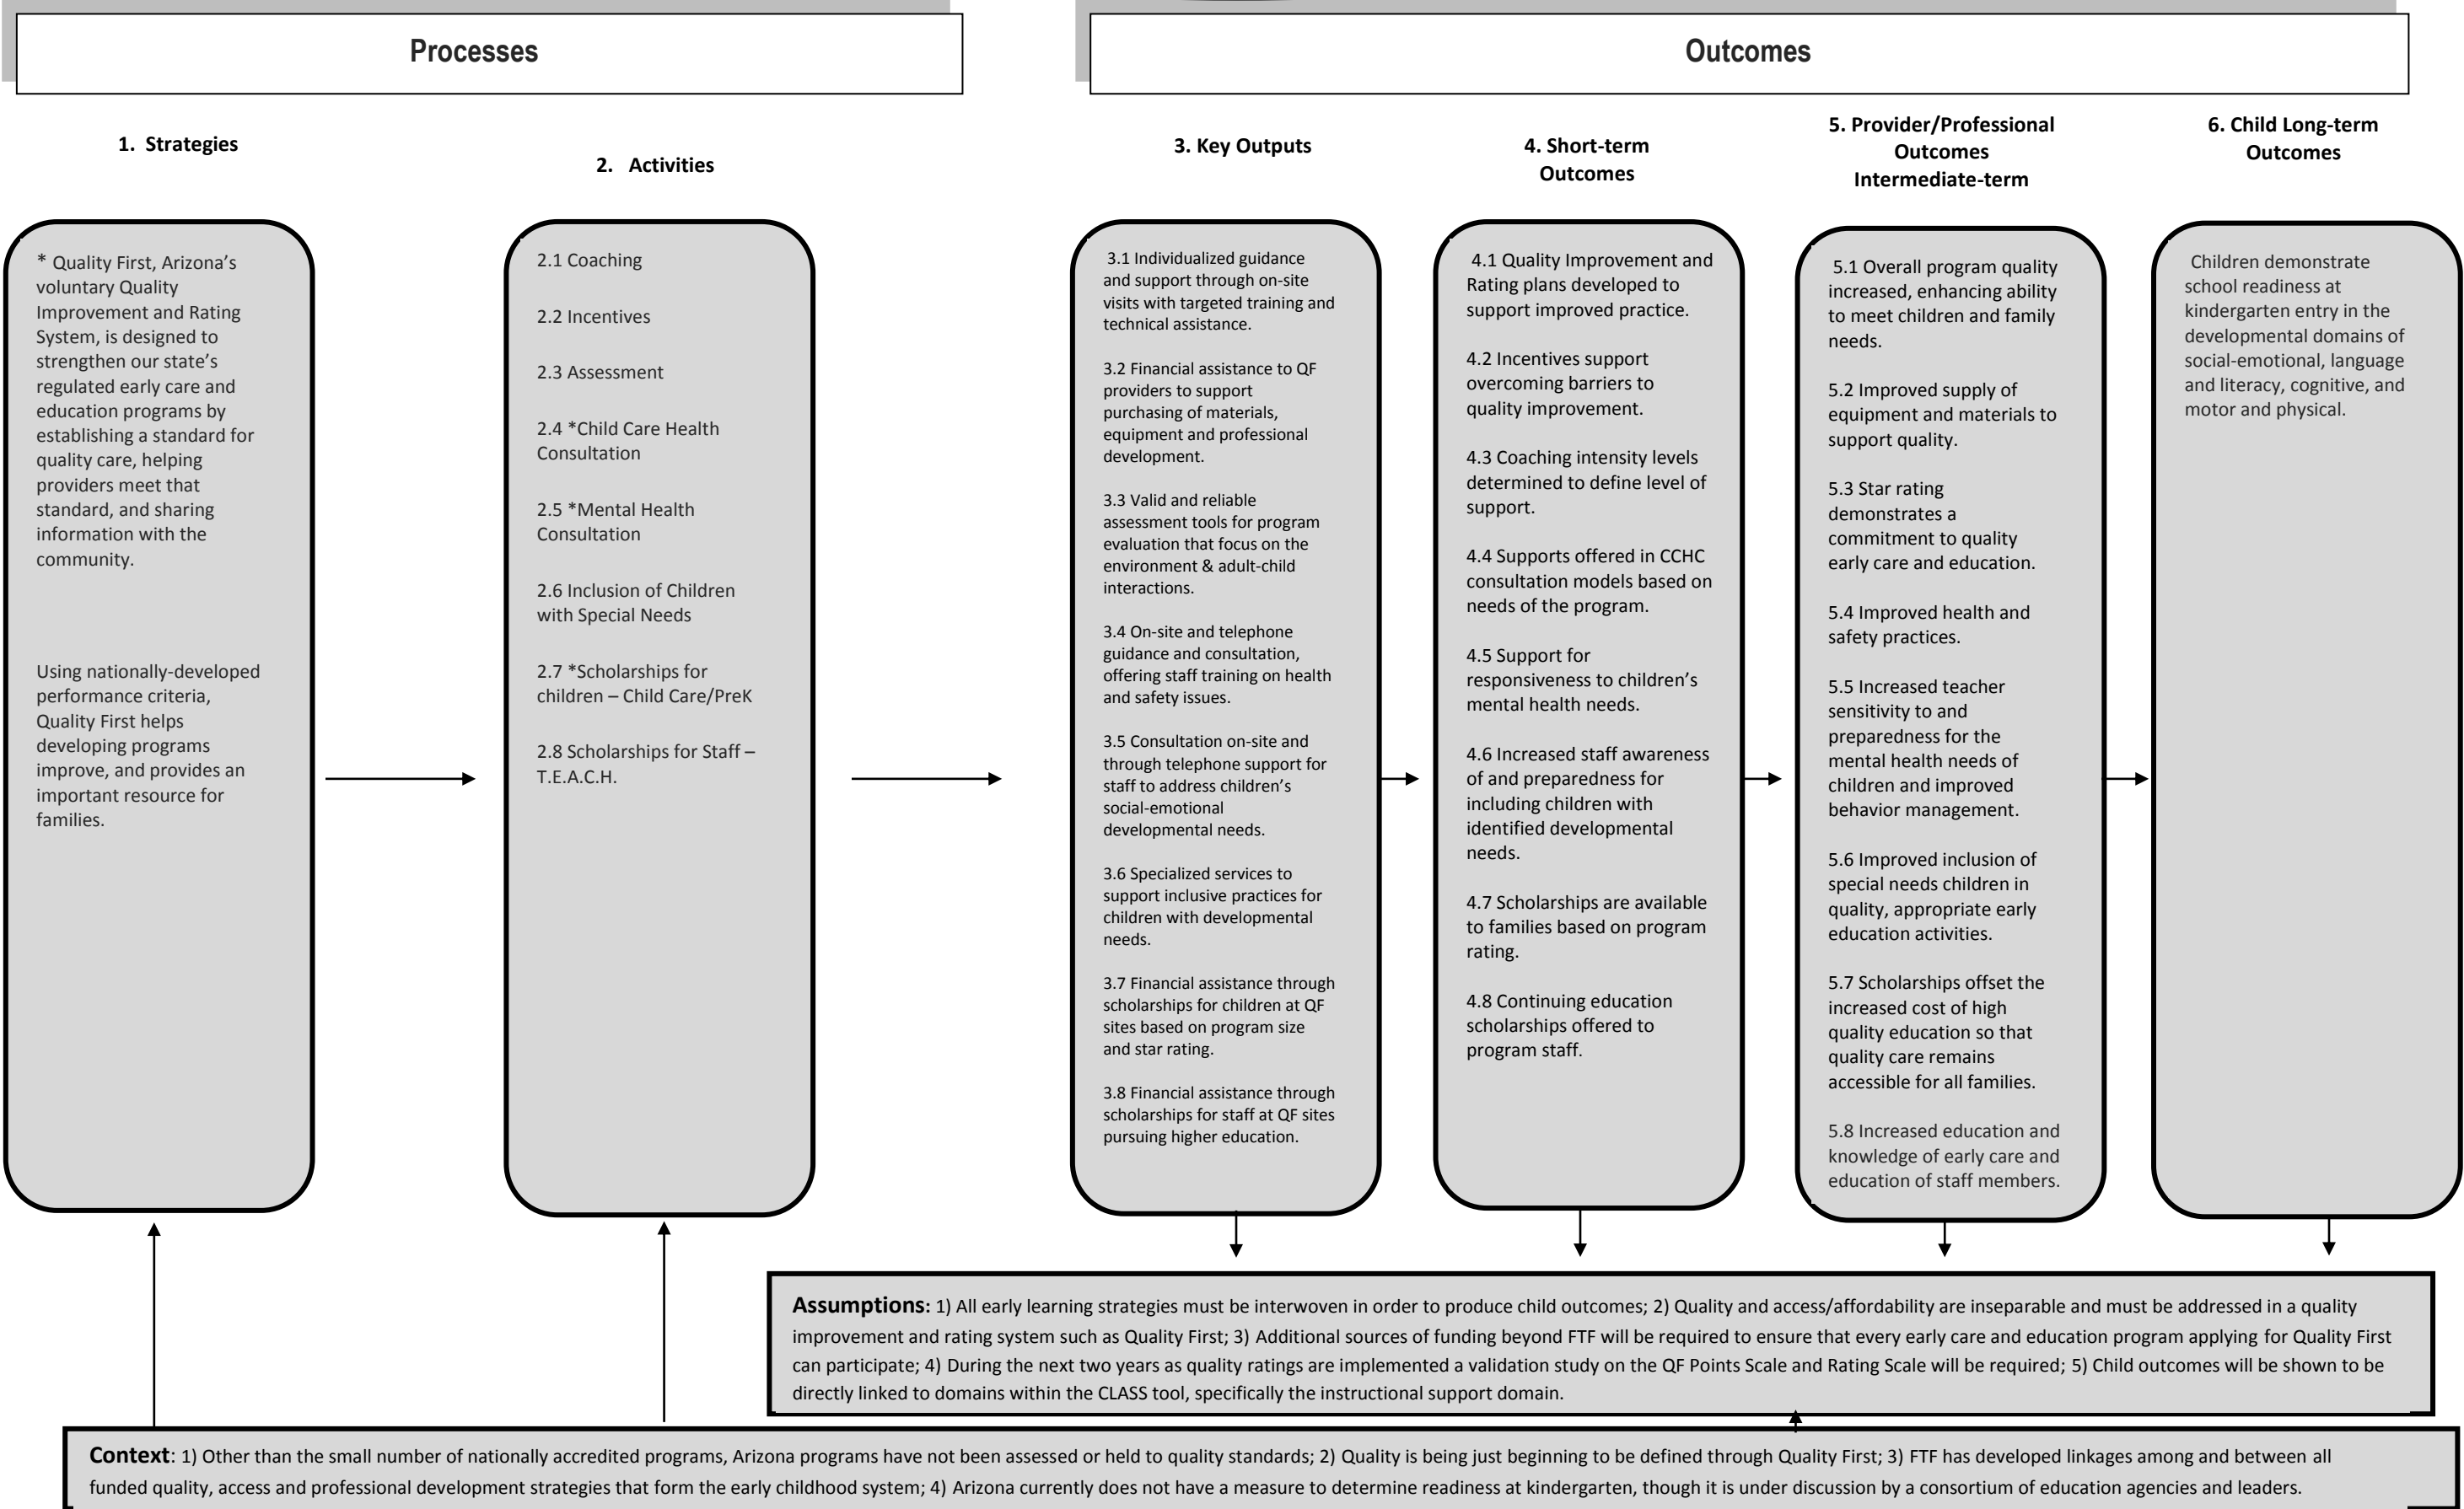 Processes
Outcomes
1. Strategies
2. Activities
3. Key Outputs
4. Short-term
Outcomes
5. Provider/Professional
Outcomes
Intermediate-term
6. Child Long-term
Outcomes
* Quality First, Arizona’s
voluntary Quality
Improvement and Rating
System, is designed to
strengthen our state’s
regulated early care and
education programs by
establishing a standard for
quality care, helping
providers meet that
standard, and sharing
information with the
community.
Using nationally-developed
performance criteria,
Quality First helps
developing programs
improve, and provides an
important resource for
families.
2.1 Coaching
2.2 Incentives
2.3 Assessment
2.4 *Child Care Health
Consultation
2.5 *Mental Health
Consultation
2.6 Inclusion of Children
with Special Needs
2.7 *Scholarships for
children – Child Care/PreK
2.8 Scholarships for Staff –
T.E.A.C.H.
3.1 Individualized guidance
and support through on-site
visits with targeted training and
technical assistance.
3.2 Financial assistance to QF
providers to support
purchasing of materials,
equipment and professional
development.
3.3 Valid and reliable
assessment tools for program
evaluation that focus on the
environment & adult-child
interactions.
3.4 On-site and telephone
guidance and consultation,
offering staff training on health
and safety issues.
3.5 Consultation on-site and
through telephone support for
staff to address children’s
social-emotional
developmental needs.
3.6 Specialized services to
support inclusive practices for
children with developmental
needs.
3.7 Financial assistance through
scholarships for children at QF
sites based on program size
and star rating.
3.8 Financial assistance through
scholarships for staff at QF sites
pursuing higher education.
4.1 Quality Improvement and
Rating plans developed to
support improved practice.
4.2 Incentives support
overcoming barriers to
quality improvement.
4.3 Coaching intensity levels
determined to define level of
support.
4.4 Supports offered in CCHC
consultation models based on
needs of the program.
4.5 Support for
responsiveness to children’s
mental health needs.
4.6 Increased staff awareness
of and preparedness for
including children with
identified developmental
needs.
4.7 Scholarships are available
to families based on program
rating.
4.8 Continuing education
scholarships offered to
program staff.
5.1 Overall program quality
increased, enhancing ability
to meet children and family
needs.
5.2 Improved supply of
equipment and materials to
support quality.
5.3 Star rating
demonstrates a
commitment to quality
early care and education.
5.4 Improved health and
safety practices.
5.5 Increased teacher
sensitivity to and
preparedness for the
mental health needs of
children and improved
behavior management.
5.6 Improved inclusion of
special needs children in
quality, appropriate early
education activities.
5.7 Scholarships offset the
increased cost of high
quality education so that
quality care remains
accessible for all families.
5.8 Increased education and
knowledge of early care and
education of staff members.
Children demonstrate
school readiness at
kindergarten entry in the
developmental domains of
social-emotional, language
and literacy, cognitive, and
motor and physical.
Assumptions: 1) All early learning strategies must be interwoven in order to produce child outcomes; 2) Quality and access/affordability are inseparable and must be addressed in a quality
improvement and rating system such as Quality First; 3) Additional sources of funding beyond FTF will be required to ensure that every early care and education program applying for Quality First
can participate; 4) During the next two years as quality ratings are implemented a validation study on the QF Points Scale and Rating Scale will be required; 5) Child outcomes will be shown to be
directly linked to domains within the CLASS tool, specifically the instructional support domain.
Context: 1) Other than the small number of nationally accredited programs, Arizona programs have not been assessed or held to quality standards; 2) Quality is being just beginning to be defined through Quality First; 3) FTF has developed linkages among and between all
funded quality, access and professional development strategies that form the early childhood system; 4) Arizona currently does not have a measure to determine readiness at kindergarten, though it is under discussion by a consortium of education agencies and leaders.